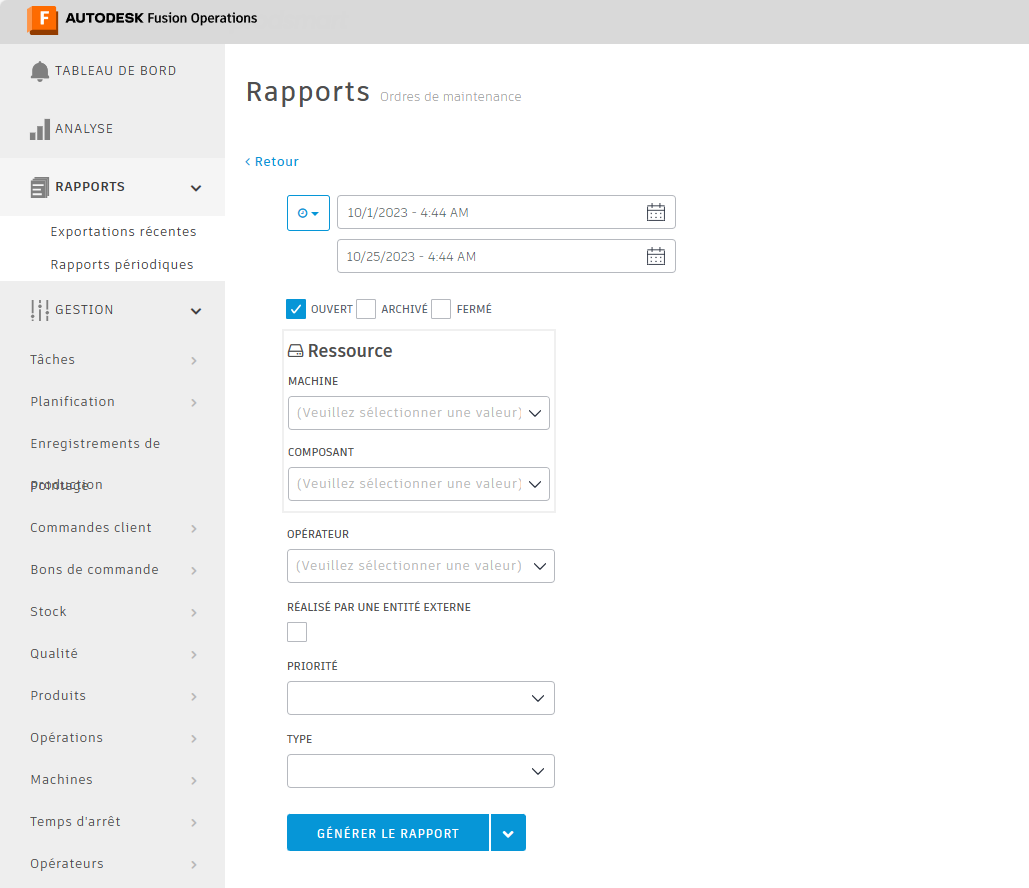 AUTODESK Fusion Operations
TABLEAU DE BORD
ANALYSE
RAPPORTS
Exportations récentes
Rapports périodiques
GESTION
Tâches
Planification
Enregistrements de
production
Pointage
Commandes client
Bons de commande
Stock
Qualité
Produits
Opérations
Machines
Temps d'arrêt
Opérateurs
Rapports Ordres de maintenance
‹ Retour
10/1/2023 - 4:44 AM
10/25/2023 - 4:44 AM
OUVERT ARCHIVÉ FERMÉ
Ressource
MACHINE
(Veuillez sélectionner une valeur)
COMPOSANT
(Veuillez sélectionner une valeur)
OPÉRATEUR
(Veuillez sélectionner une valeur)
RÉALISÉ PAR UNE ENTITÉ EXTERNE
PRIORITÉ
TYPE
GÉNÉRER LE RAPPORT